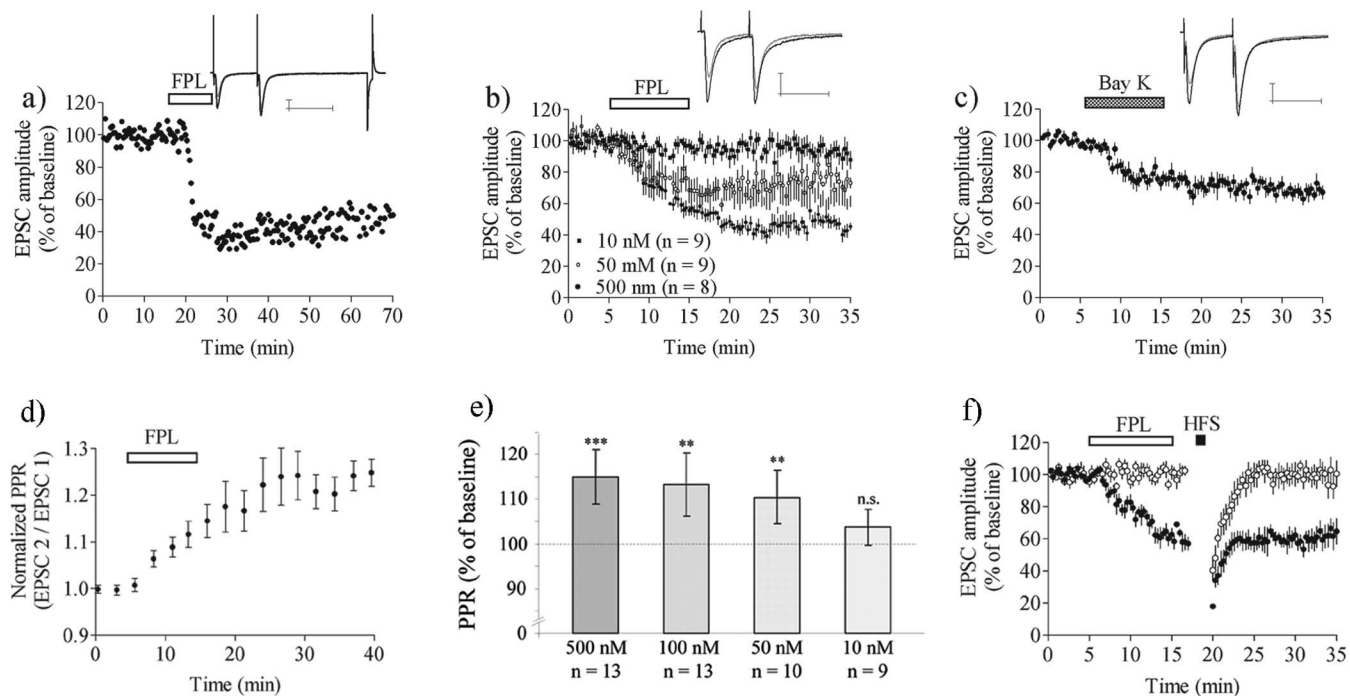 a)
FPL
EPSC amplitude
(% of baseline)
120
100
80
60
40
20
0
0 10 20 30 40 50 60 70
Time (min)
b)
FPL
EPSC amplitude
(% of baseline)
120
100
80
60
40
20
0
10 nM (n = 9)
50 mM (n = 9)
500 nm (n = 8)
0 5 10 15 20 25 30 35
Time (min)
c)
Bay K
EPSC amplitude
(% of baseline)
120
100
80
60
40
20
0
0 5 10 15 20 25 30 35
Time (min)
d)
FPL
Normalized PPR
(EPSC 2 / EPSC 1)
1.3
1.2
1.1
1.0
0.9
0 10 20 30 40
Time (min)
e)
PPR (% of baseline)
120
110
100
90
0
*** ** ** n.s.
500 nM 100 nM 50 nM 10 nM
n = 13 n = 13 n = 10 n = 9
f)
FPL HFS
EPSC amplitude
(% of baseline)
120
100
80
60
40
20
0
0 5 10 15 20 25 30 35
Time (min)